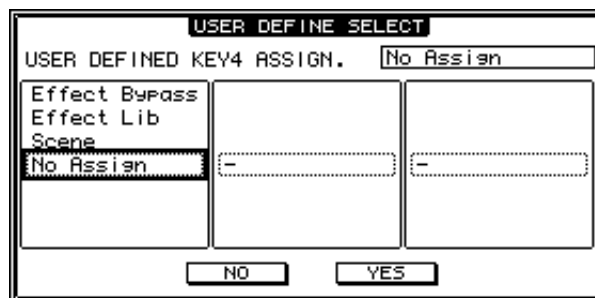 USER DEFINE SELECT
USER DEFINED KEY4 ASSIGN. No Assign
Effect Bypass
Effect Lib
Scene
No Assign - -
NO YES